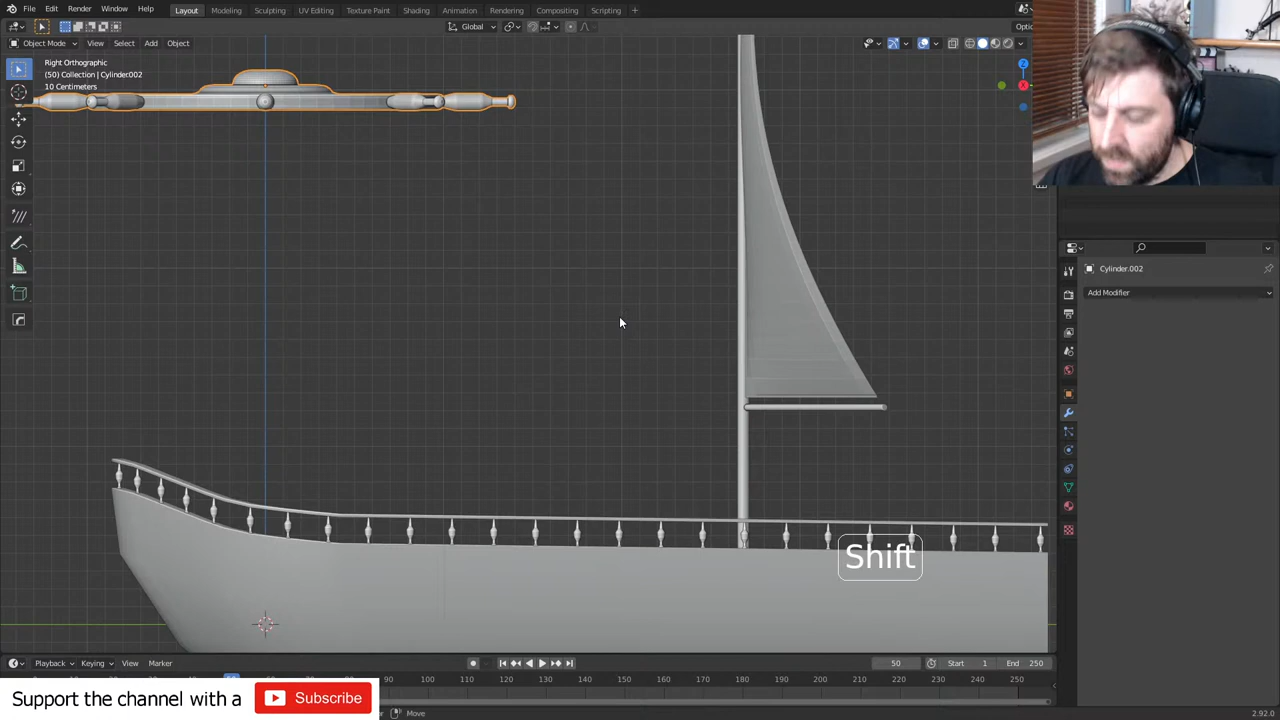 File Edit Render Window Help
Layout Modeling Sculpting UV Editing Texture Paint Shading Animation Rendering Compositing Scripting +
Global
Object Mode View Select Add Object
Right Orthographic
(50) Collection | Cylinder.002
10 Centimeters
Z
X
Cylinder.002
Add Modifier
Shift
Playback Keying View Marker
50 Start 1 End 250
90 100 110 120 130 140 150 160 170 180 190 200 210 220 230 240 250
Support the channel with a Subscribe
Move
2.92.0